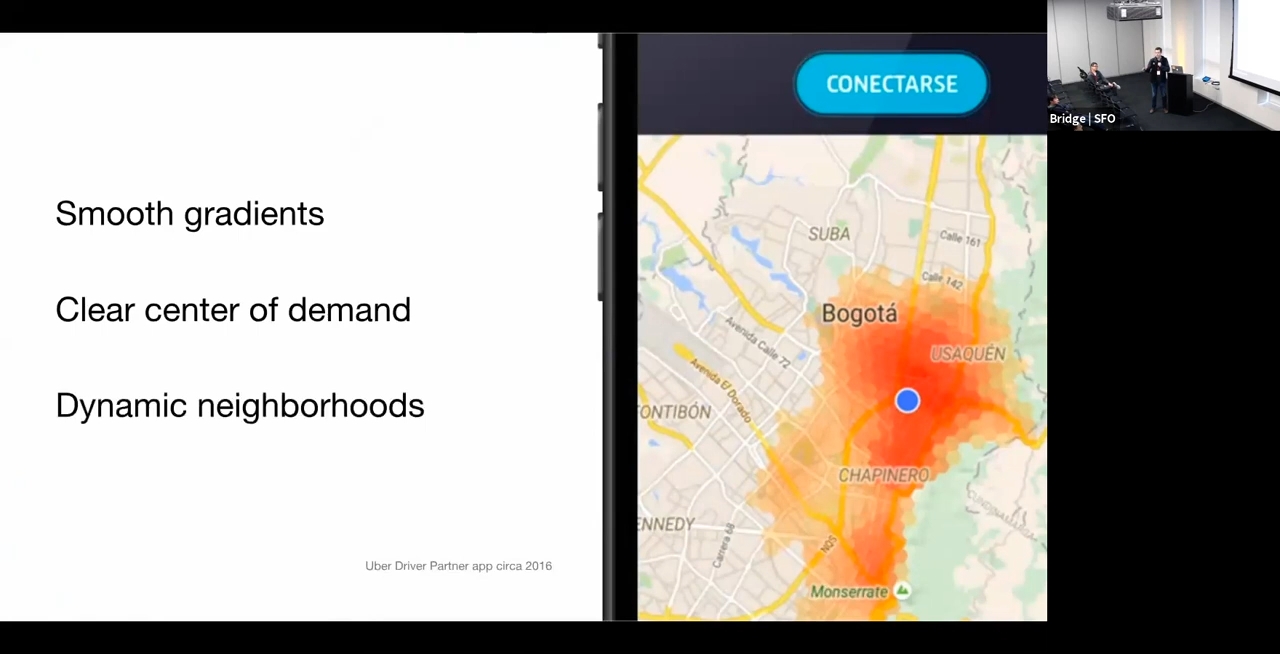 Smooth gradients
Clear center of demand
Dynamic neighborhoods
Uber Driver Partner app circa 2016
CONECTARSE
SUBA
Calle 161
Calle 142
Bogotá
USAQUÉN
Avenida Calle 72
Avenida El Dorado
ONTIBÓN
CHAPINERO
CUNDINAMARCA
ENNEDY
Carrera 68
NQS
Monserrate
Bridge | SFO